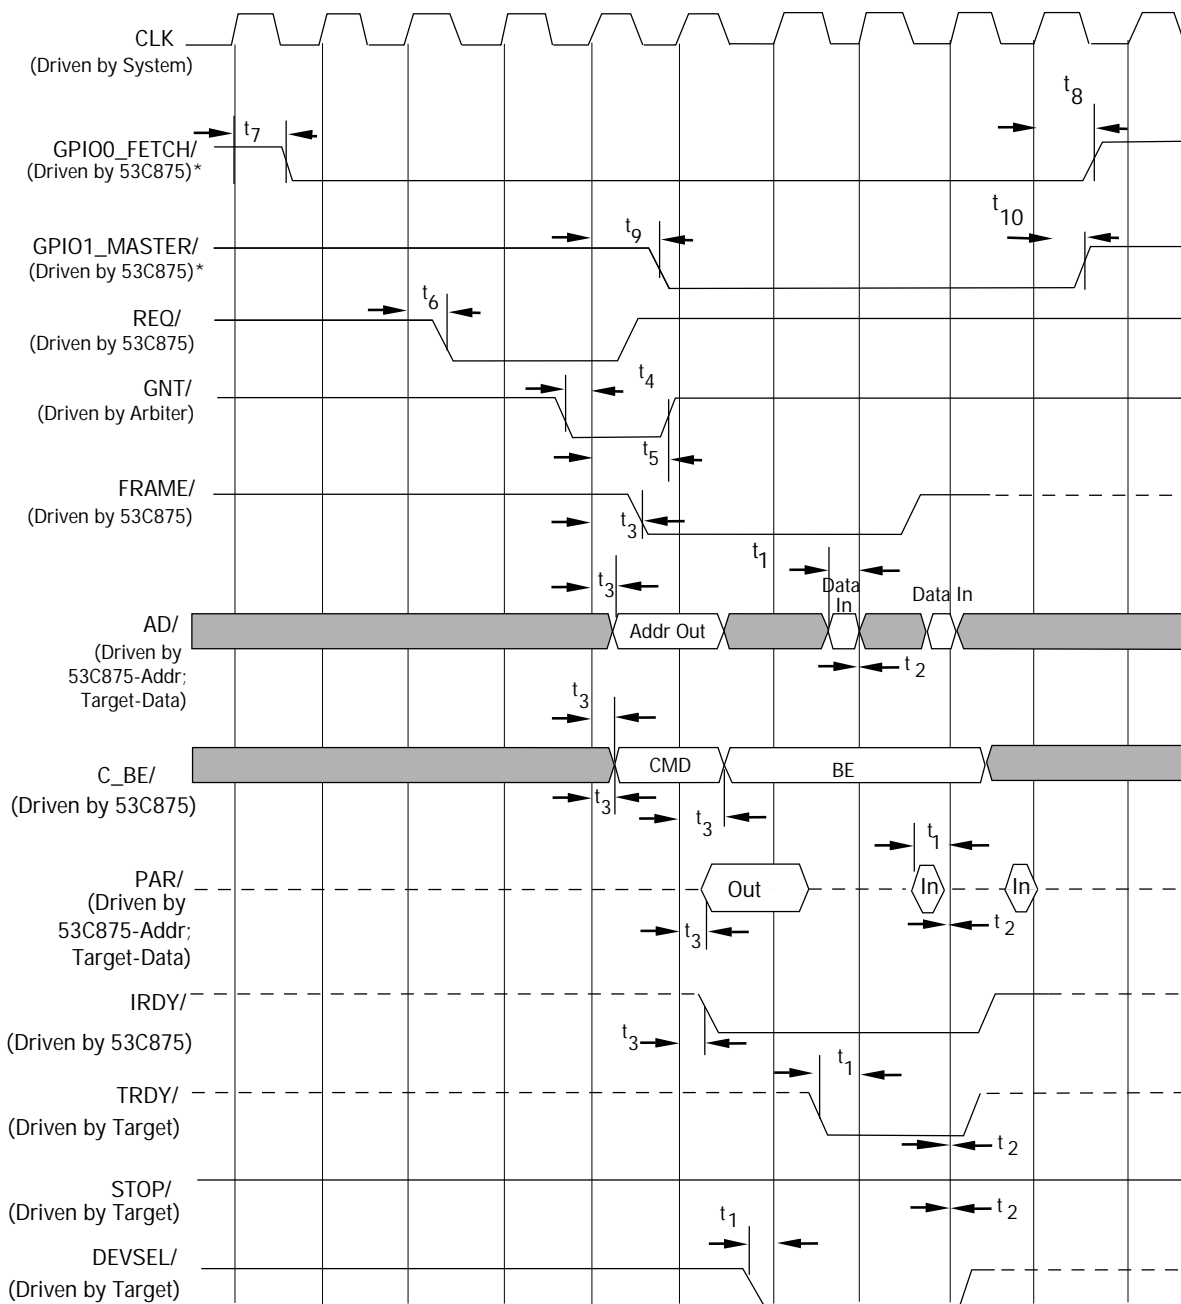 CLK
(Driven by System)
t8
t7
GPIO0_FETCH/
(Driven by 53C875)*
t9
t10
GPIO1_MASTER/
(Driven by 53C875)*
t6
REQ/
(Driven by 53C875)
t4
GNT/
(Driven by Arbiter)
t5
FRAME/
(Driven by 53C875)
t3
t1
t3
Data In
Data In
AD/
Addr Out
(Driven by
53C875-Addr;
Target-Data)
t2
t3
C_BE/
CMD
BE
(Driven by 53C875)
t3
t3
t1
PAR/
Out
In
In
(Driven by
53C875-Addr;
Target-Data)
t3
t2
IRDY/
(Driven by 53C875)
t3
t1
TRDY/
(Driven by Target)
t2
STOP/
(Driven by Target)
t2
t1
DEVSEL/
(Driven by Target)